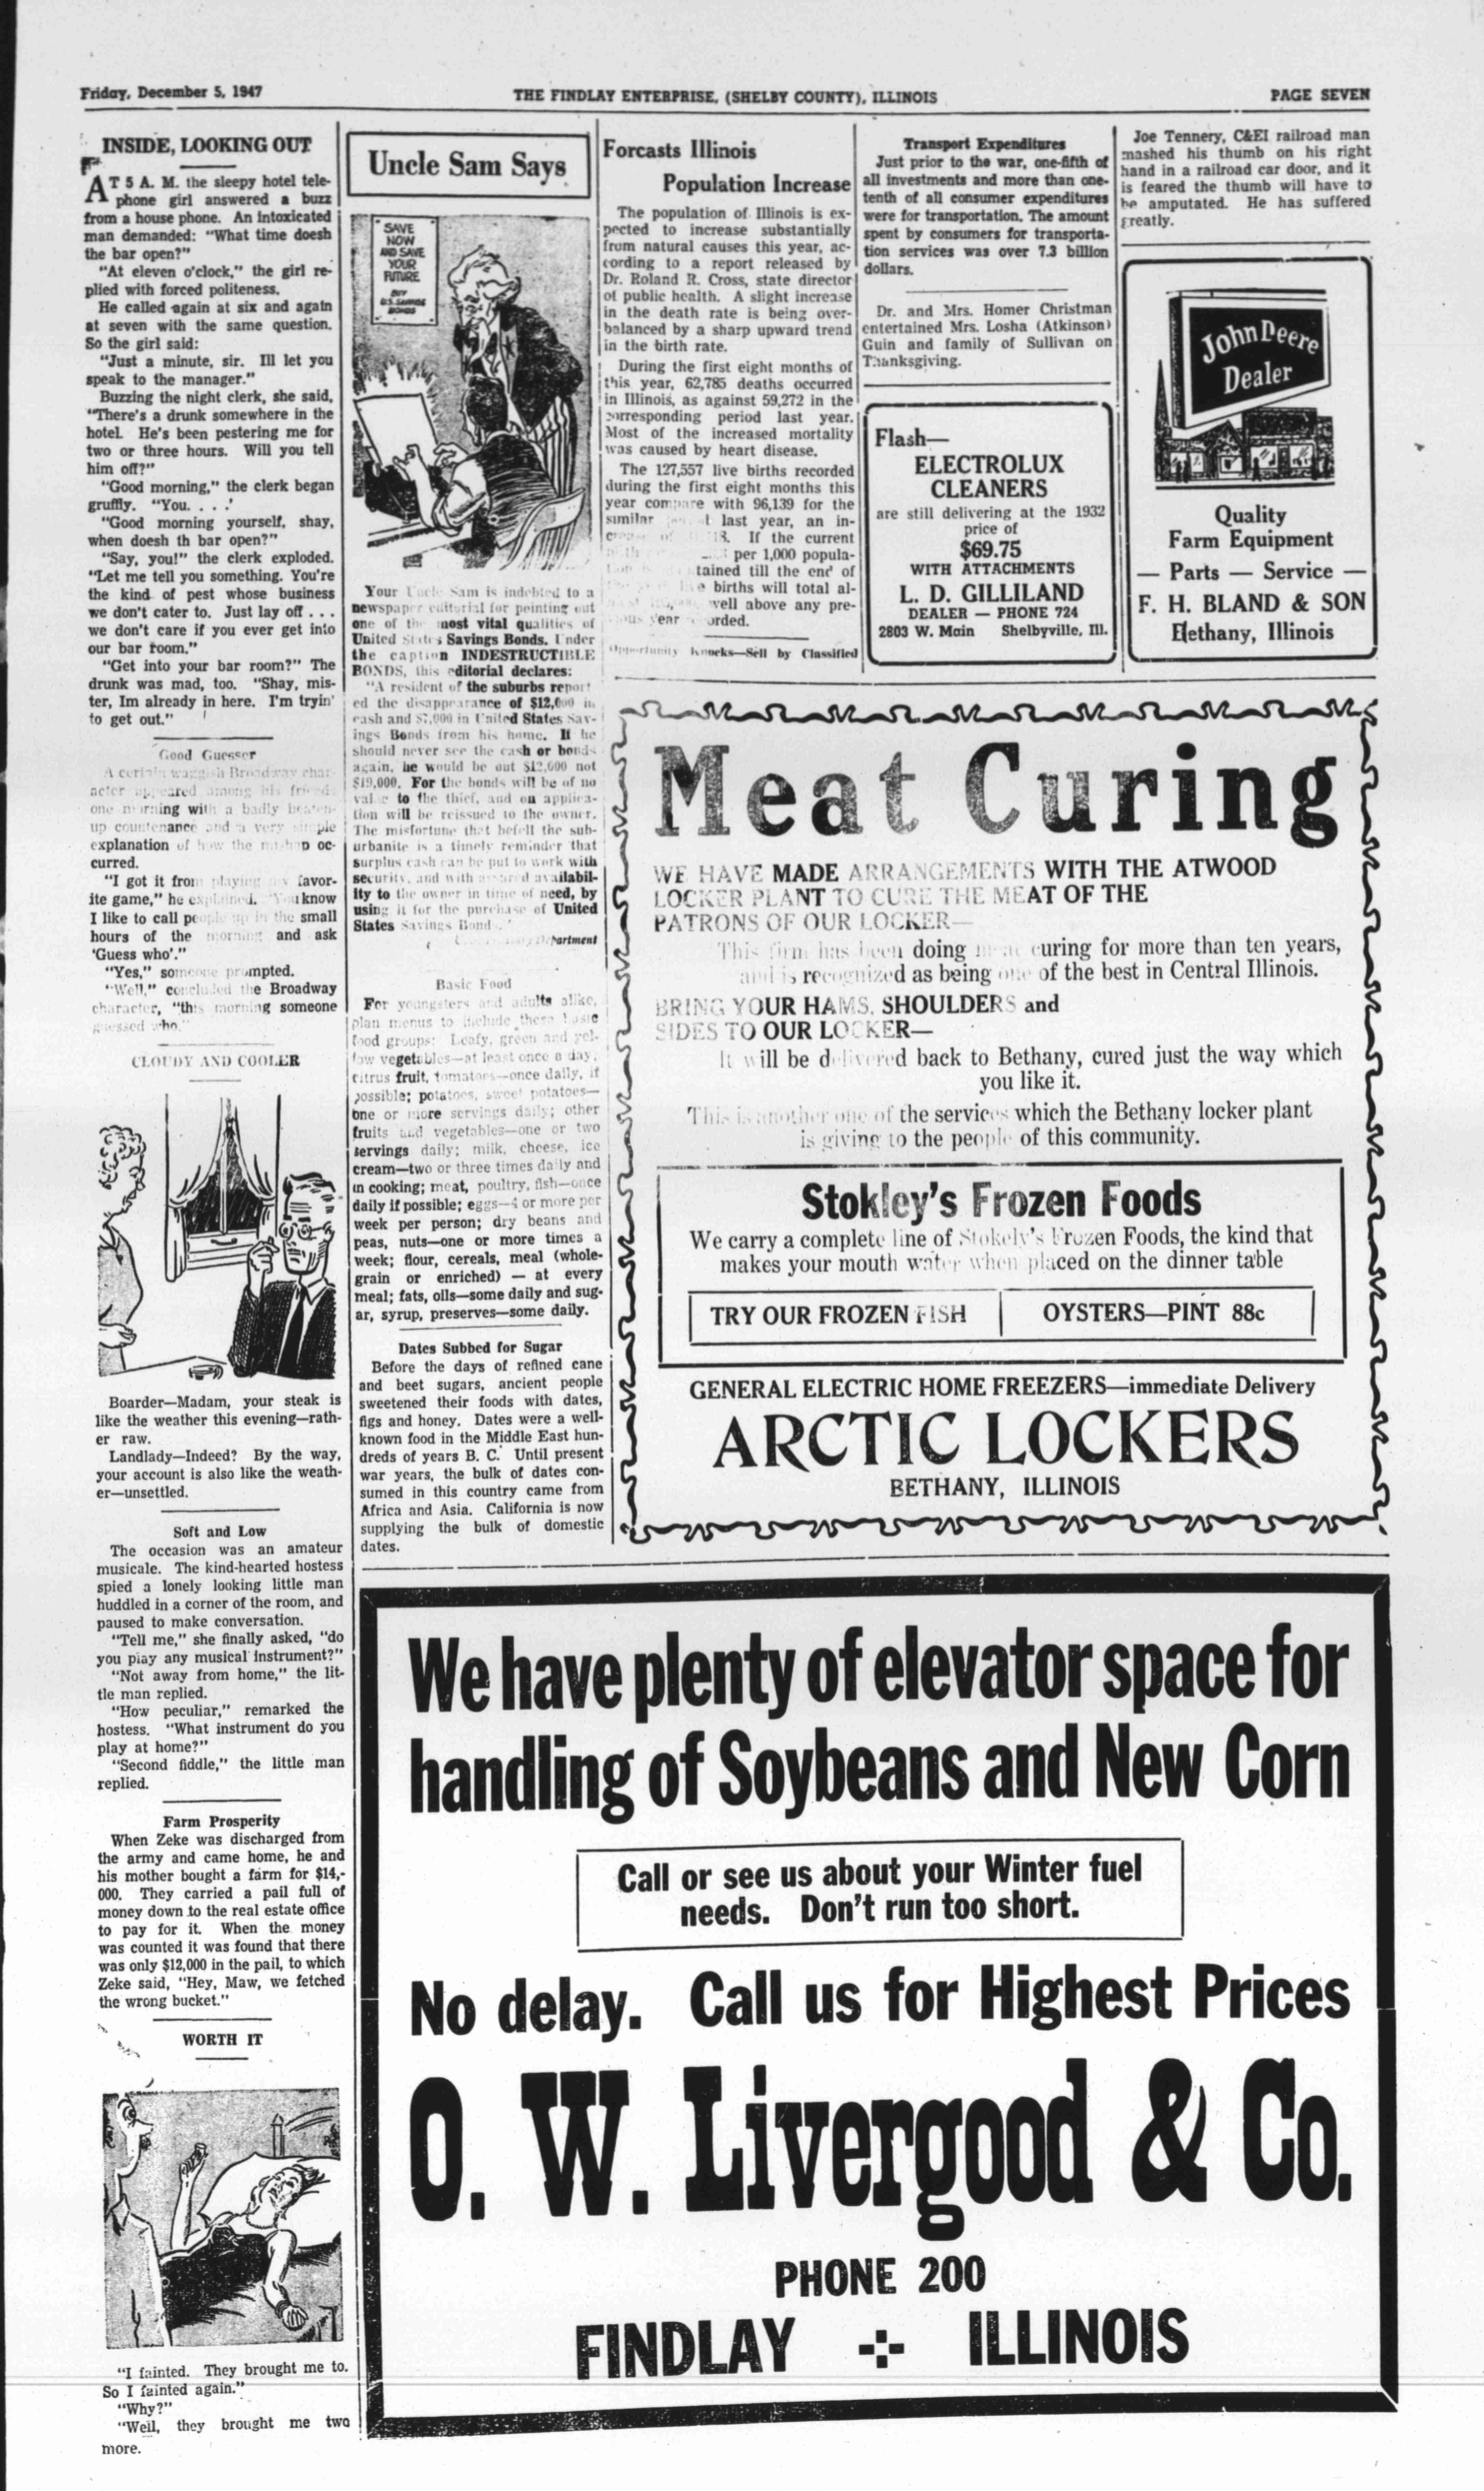 Friday, December 5, 1947
THE FINDLAY ENTERPRISE, (SHELBY COUNTY), ILLINOIS
PAGE SEVEN
INSIDE, LOOKING OUT
AT 5 A. M. the sleepy hotel tele-
phone girl answered a buzz
from a house phone. An intoxicated
man demanded: "What time doesh
the bar open?"
"At eleven o'clock," the girl re-
plied with forced politeness.
He called again at six and again
at seven with the same question.
So the girl said:
"Just a minute, sir. Ill let you
speak to the manager."
Buzzing the night clerk, she said,
"There's a drunk somewhere in the
hotel. He's been pestering me for
two or three hours. Will you tell
him off?"
"Good morning," the clerk began
gruffly. "You. . . .'
"Good morning yourself, shay,
when doesh th bar open?"
"Say, you!" the clerk exploded.
"Let me tell you something. You're
the kind of pest whose business
we don't cater to. Just lay off . . .
we don't care if you ever get into
our bar room."
"Get into your bar room?" The
drunk was mad, too. "Shay, mis-
ter, Im already in here. I'm tryin'
to get out."
Good Guesser
A certain waggish Broadway char-
acter appeared among his friends
one morning with a badly beaten-
up countenance and a very simple
explanation of how the mishap oc-
curred.
"I got it from playing my favor-
ite game," he explained. "You know
I like to call people up in the small
hours of the morning and ask
'Guess who'."
"Yes," someone prompted.
"Well," concluded the Broadway
character, "this morning someone
guessed who."
CLOUDY AND COOLER
Boarder—Madam, your steak is
like the weather this evening—rath-
er raw.
Landlady—Indeed? By the way,
your account is also like the weath-
er—unsettled.
Soft and Low
The occasion was an amateur
musicale. The kind-hearted hostess
spied a lonely looking little man
huddled in a corner of the room, and
paused to make conversation.
"Tell me," she finally asked, "do
you play any musical instrument?"
"Not away from home," the lit-
tle man replied.
"How peculiar," remarked the
hostess. "What instrument do you
play at home?"
"Second fiddle," the little man
replied.
Farm Prosperity
When Zeke was discharged from
the army and came home, he and
his mother bought a farm for $14,-
000. They carried a pail full of
money down to the real estate office
to pay for it. When the money
was counted it was found that there
was only $12,000 in the pail, to which
Zeke said, "Hey, Maw, we fetched
the wrong bucket."
WORTH IT
"I fainted. They brought me to.
So I fainted again."
"Why?"
"Well, they brought me two
more.
Uncle Sam Says
SAVE
NOW
AND SAVE
YOUR
FUTURE
BUY
U.S. SAVINGS
BONDS
Your Uncle Sam is indebted to a
newspaper editorial for pointing out
one of the most vital qualities of
United States Savings Bonds. Under
the caption INDESTRUCTIBLE
BONDS, this editorial declares:
"A resident of the suburbs report
ed the disappearance of $12,000 in
cash and $7,000 in United States Sav-
ings Bonds from his home. If he
should never see the cash or bonds
again, he would be out $12,000 not
$19,000. For the bonds will be of no
value to the thief, and on applica-
tion will be reissued to the owner.
The misfortune that befell the sub-
urbanite is a timely reminder that
surplus cash can be put to work with
security, and with assured availabil-
ity to the owner in time of need, by
using it for the purchase of United
States Savings Bonds."
Department
Basic Food
For youngsters and adults alike,
plan menus to include these basic
food groups: Leafy, green and yel-
low vegetables—at least once a day;
citrus fruit, tomatoes—once daily, if
possible; potatoes, sweet potatoes—
one or more servings daily; other
fruits and vegetables—one or two
servings daily; milk, cheese, ice
cream—two or three times daily and
in cooking; meat, poultry, fish—once
daily if possible; eggs—4 or more per
week per person; dry beans and
peas, nuts—one or more times a
week; flour, cereals, meal (whole-
grain or enriched) — at every
meal; fats, oils—some daily and sug-
ar, syrup, preserves—some daily.
Dates Subbed for Sugar
Before the days of refined cane
and beet sugars, ancient people
sweetened their foods with dates,
figs and honey. Dates were a well-
known food in the Middle East hun-
dreds of years B. C. Until present
war years, the bulk of dates con-
sumed in this country came from
Africa and Asia. California is now
supplying the bulk of domestic
dates.
Forcasts Illinois
Population Increase
The population of Illinois is ex-
pected to increase substantially
from natural causes this year, ac-
cording to a report released by
Dr. Roland R. Cross, state director
of public health. A slight increase
in the death rate is being over-
balanced by a sharp upward trend
in the birth rate.
During the first eight months of
this year, 62,785 deaths occurred
in Illinois, as against 59,272 in the
corresponding period last year.
Most of the increased mortality
was caused by heart disease.
The 127,557 live births recorded
during the first eight months this
year compare with 96,139 for the
similar last year, an in-
crease of If the current
per 1,000 popula-
tained till the end of
births will total al-
well above any pre-
year
Opportunity Knocks—Sell by Classified
Transport Expenditures
Just prior to the war, one-fifth of
all investments and more than one-
tenth of all consumer expenditures
were for transportation. The amount
spent by consumers for transporta-
tion services was over 7.3 billion
dollars.
Dr. and Mrs. Homer Christman
entertained Mrs. Losha (Atkinson)
Guin and family of Sullivan on
Thanksgiving.
Flash—
ELECTROLUX
CLEANERS
are still delivering at the 1932
price of
$69.75
WITH ATTACHMENTS
L. D. GILLILAND
DEALER — PHONE 724
2803 W. Main Shelbyville, Ill.
Joe Tennery, C&EI railroad man
mashed his thumb on his right
hand in a railroad car door, and it
is feared the thumb will have to
be amputated. He has suffered
greatly.
John Deere
Dealer
Quality
Farm Equipment
— Parts — Service —
F. H. BLAND & SON
Bethany, Illinois
Meat Curing
WE HAVE MADE ARRANGEMENTS WITH THE ATWOOD
LOCKER PLANT TO CURE THE MEAT OF THE
PATRONS OF OUR LOCKER—
This firm has been doing meat curing for more than ten years,
and is recognized as being one of the best in Central Illinois.
BRING YOUR HAMS, SHOULDERS and
SIDES TO OUR LOCKER—
It will be delivered back to Bethany, cured just the way which
you like it.
This is another one of the services which the Bethany locker plant
is giving to the people of this community.
Stokley's Frozen Foods
We carry a complete line of Stokely's Frozen Foods, the kind that
makes your mouth water when placed on the dinner table
TRY OUR FROZEN FISH
OYSTERS—PINT 88c
GENERAL ELECTRIC HOME FREEZERS—immediate Delivery
ARCTIC LOCKERS
BETHANY, ILLINOIS
We have plenty of elevator space for
handling of Soybeans and New Corn
Call or see us about your Winter fuel
needs. Don't run too short.
No delay. Call us for Highest Prices
O. W. Livergood & Co.
PHONE 200
FINDLAY -:- ILLINOIS